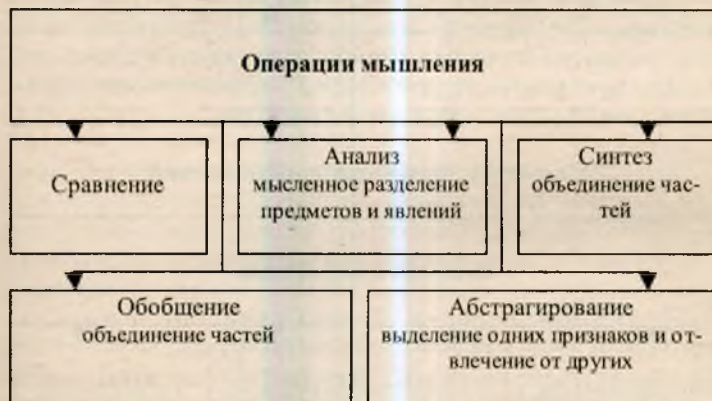 Операции мышления
Сравнение
Анализ
мысленное разделение
предметов и явлений
Синтез
объединение час-
тей
Обобщение
объединение частей
Абстрагирование
выделение одних признаков и от-
влечение от других